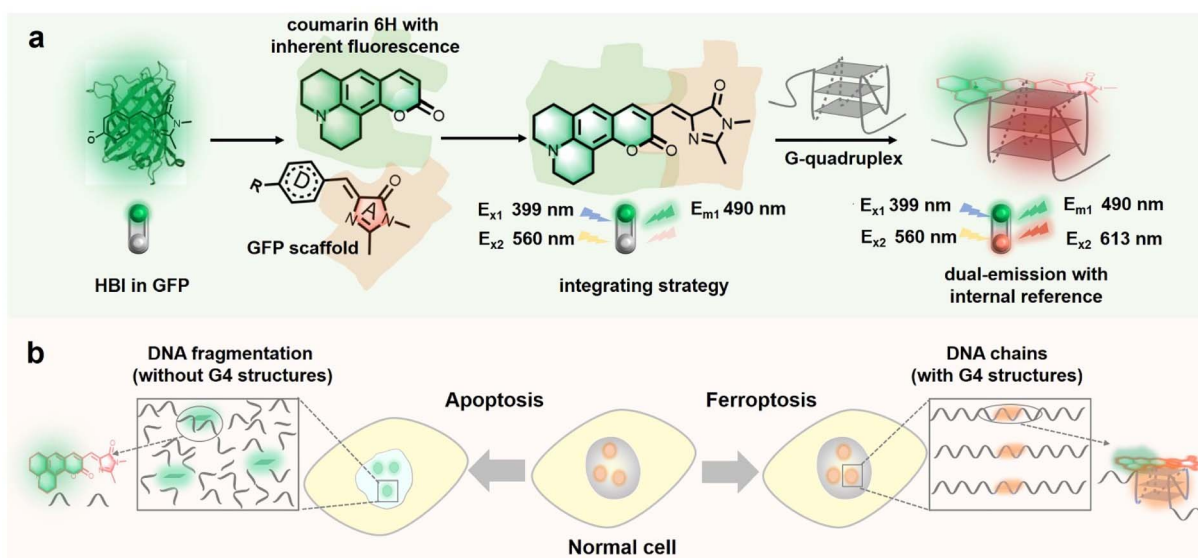 a
coumarin 6H with
inherent fluorescence
HBI in GFP
R
D
A
N
N
O
GFP scaffold
N
O
O
N
O
O
O
N
N
G-quadruplex
Ex1 399 nm
Em1 490 nm
Ex2 560 nm
integrating strategy
Ex1 399 nm
Em1 490 nm
Ex2 560 nm
Ex2 613 nm
dual-emission with
internal reference
b
DNA fragmentation
(without G4 structures)
Apoptosis
Ferroptosis
DNA chains
(with G4 structures)
Normal cell